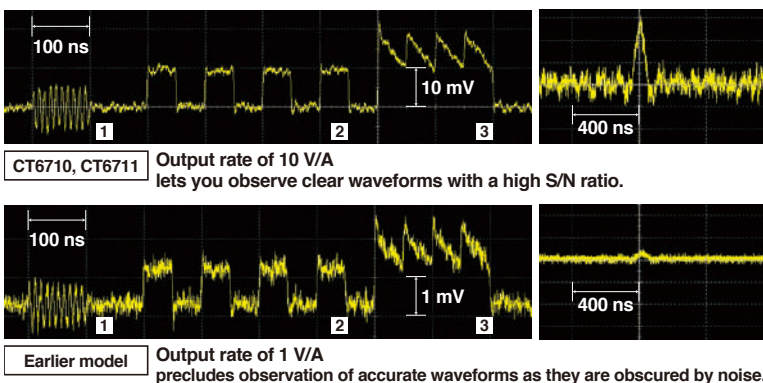 100 ns
10 mV
1
2
3
400 ns
CT6710, CT6711
Output rate of 10 V/A
lets you observe clear waveforms with a high S/N ratio.
100 ns
1 mV
1
2
3
400 ns
Earlier model
Output rate of 1 V/A
precludes observation of accurate waveforms as they are obscured by noise.